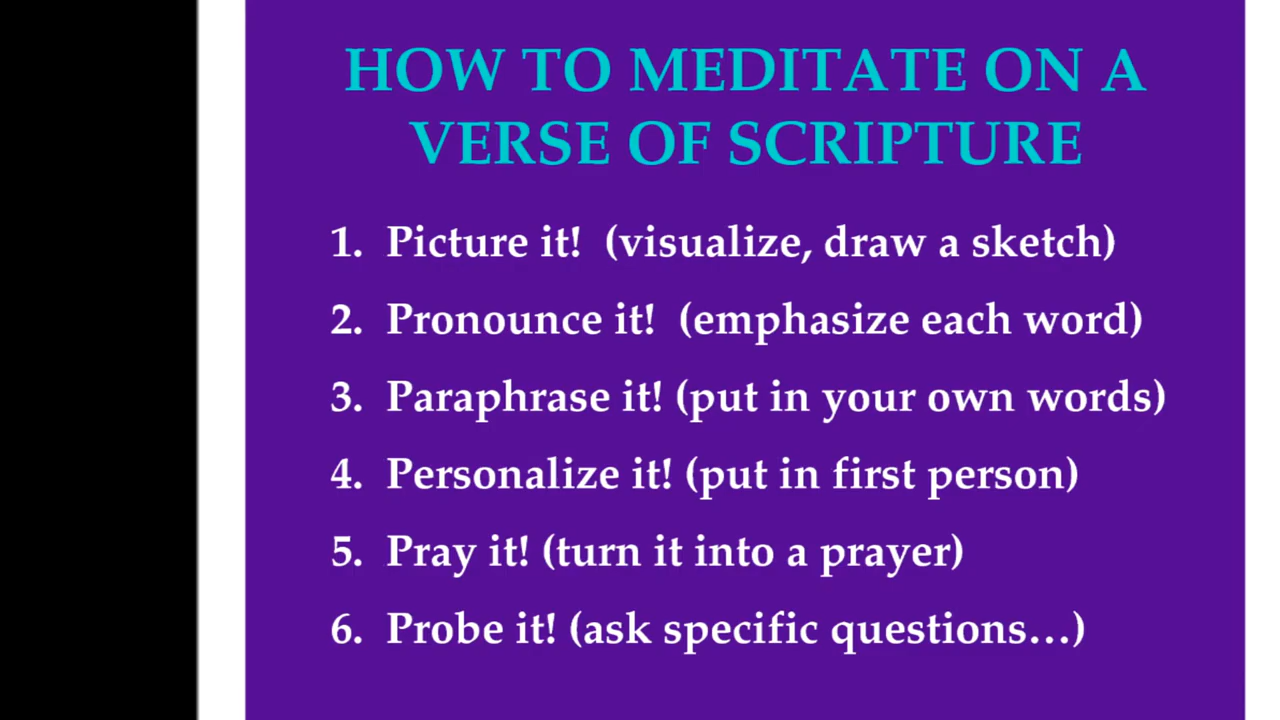 HOW TO MEDITATE ON A
VERSE OF SCRIPTURE
1. Picture it! (visualize, draw a sketch)
2. Pronounce it! (emphasize each word)
3. Paraphrase it! (put in your own words)
4. Personalize it! (put in first person)
5. Pray it! (turn it into a prayer)
6. Probe it! (ask specific questions…)